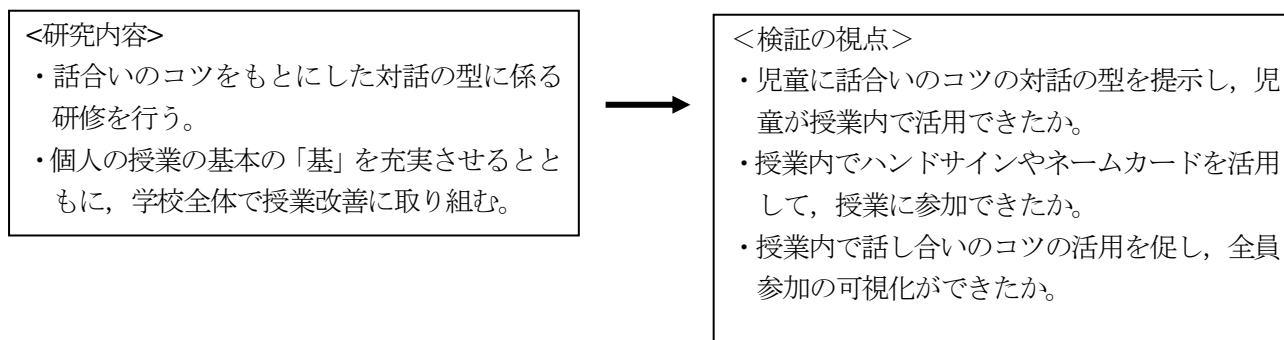 <研究内容>
・話合いのコツをもとにした対話の型に係る
研修を行う。
・個人の授業の基本の「基」を充実させるとと
もに，学校全体で授業改善に取り組む。
＜検証の視点＞
・児童に話合いのコツの対話の型を提示し，児
童が授業内で活用できたか。
・授業内でハンドサインやネームカードを活用
して，授業に参加できたか。
・授業内で話し合いのコツの活用を促し，全員
参加の可視化ができたか。